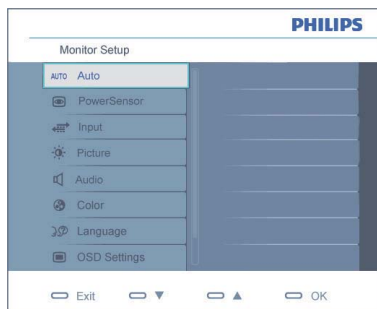 PHILIPS
Monitor Setup
AUTO Auto
PowerSensor
Input
Picture
Audio
Color
Language
OSD Settings
Exit ▼ ▲ OK